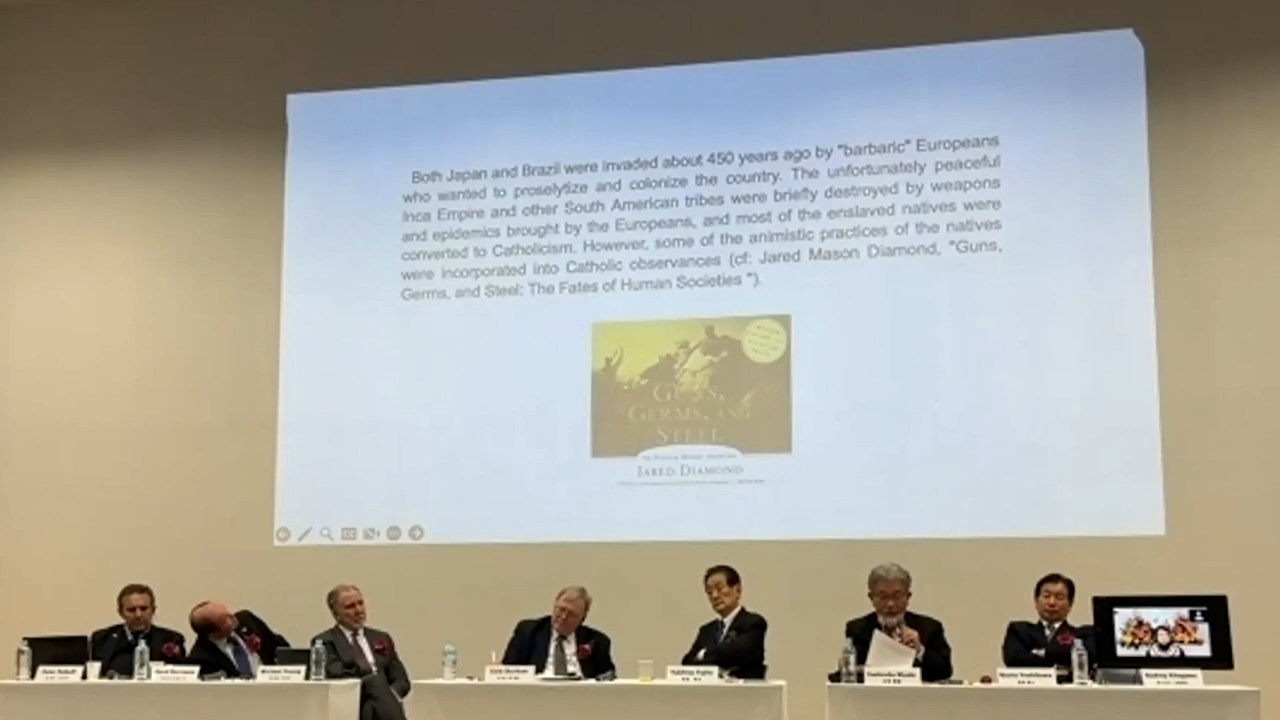 Both Japan and Brazil were invaded about 450 years ago by "barbaric" Europeans
who wanted to proselytize and colonize the country. The unfortunately peaceful
Inca Empire and other South American tribes were briefly destroyed by weapons
and epidemics brought by the Europeans, and most of the enslaved natives were
converted to Catholicism. However, some of the animistic practices of the natives
were incorporated into Catholic observances (cf: Jared Mason Diamond, "Guns,
Germs, and Steel: The Fates of Human Societies ").
GUNS,
GERMS, AND
STEEL
JARED DIAMOND